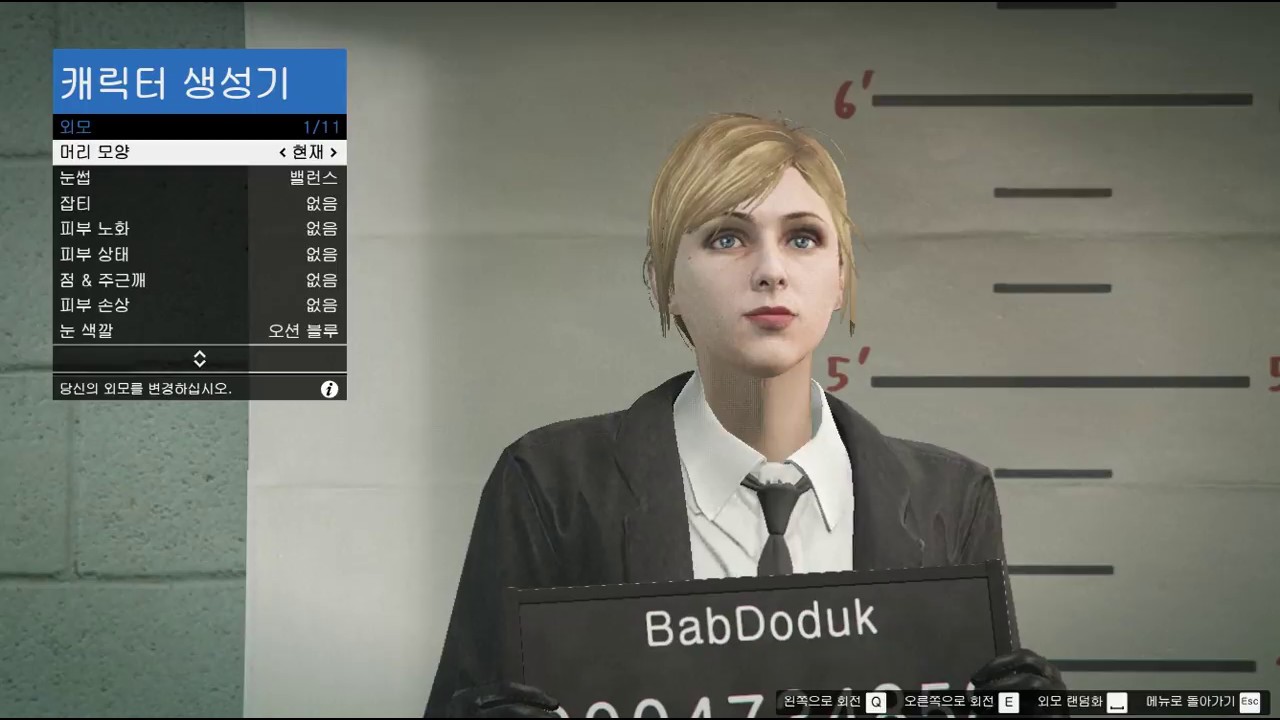 캐릭터 생성기
외모 1/11
머리 모양 < 현재 >
눈썹 밸런스
잡티 없음
피부 노화 없음
피부 상태 없음
점 & 주근깨 없음
피부 손상 없음
눈 색깔 오션 블루
당신의 외모를 변경하십시오. i
6'
5'
5
BabDoduk
왼쪽으로 회전 Q 오른쪽으로 회전 E 외모 랜덤화 메뉴로 돌아가기 Esc